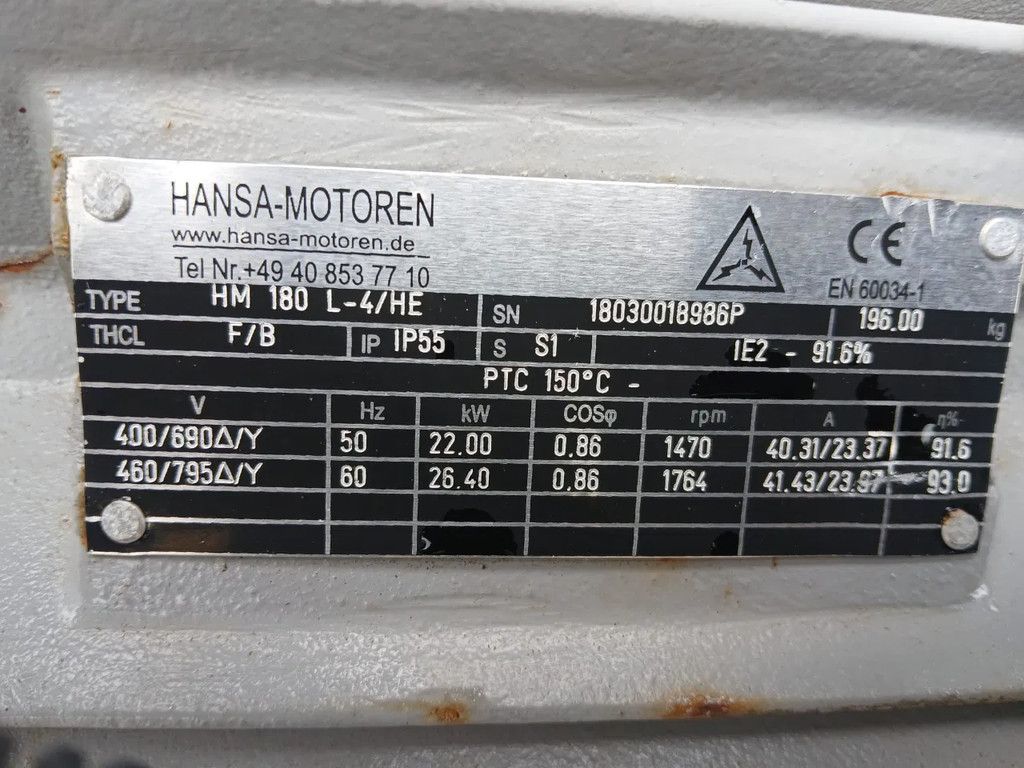 HANSA-MOTOREN
www.hansa-motoren.de
Tel Nr.+49 40 853 77 10
CE
EN 60034-1
TYPE HM 180 L-4/HE SN 18030018986P 196.00 kg
THCL F/B IP IP55 S S1 IE2 - 91.6%
PTC 150°C -
V Hz kW COSφ rpm A η%
400/690Δ/Y 50 22.00 0.86 1470 40.31/23.37 91.6
460/795Δ/Y 60 26.40 0.86 1764 41.43/23.97 93.0